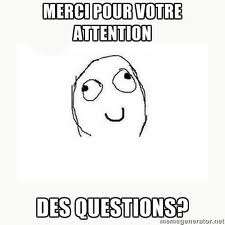 MERCI POUR VOTRE
ATTENTION
DES QUESTIONS?
memegenerator.net